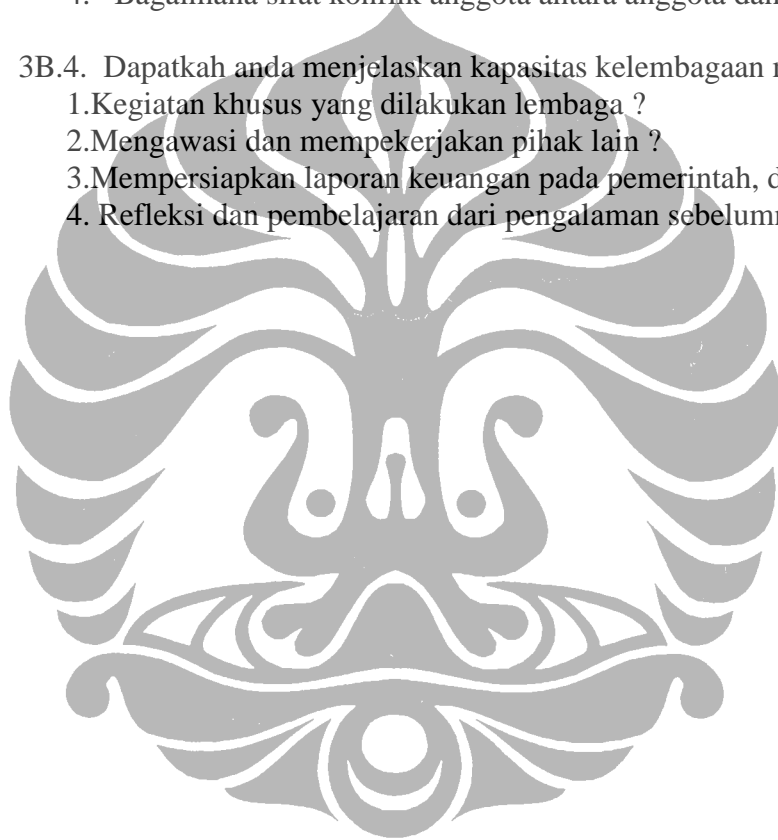 4. Bagaimana sifat konflik anggota antara anggota dan
3B.4. Dapatkah anda menjelaskan kapasitas kelembagaan
1.Kegiatan khusus yang dilakukan lembaga ?
2.Mengawasi dan mempekerjakan pihak lain ?
3.Mempersiapkan laporan keuangan pada pemerintah,
4. Refleksi dan pembelajaran dari pengalaman